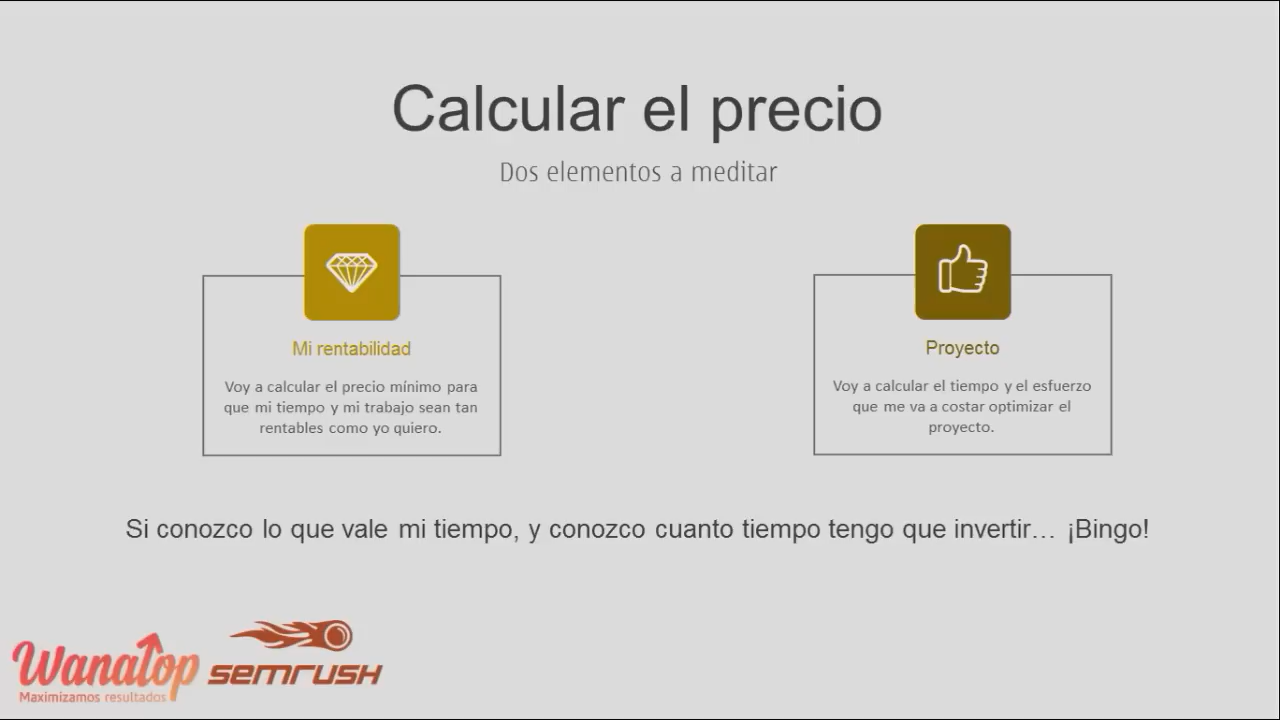 Calcular el precio
Dos elementos a meditar
Mi rentabilidad
Voy a calcular el precio mínimo para
que mi tiempo y mi trabajo sean tan
rentables como yo quiero.
Proyecto
Voy a calcular el tiempo y el esfuerzo
que me va a costar optimizar el
proyecto.
Si conozco lo que vale mi tiempo, y conozco cuanto tiempo tengo que invertir… ¡Bingo!
Wanatop
Maximizamos resultados
semrush